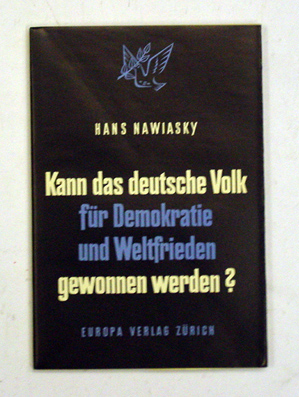 HANS NAWIASKY
Kann das deutsche Volk
für Demokratie
und Weltfrieden
gewonnen werden?
EUROPA VERLAG ZÜRICH